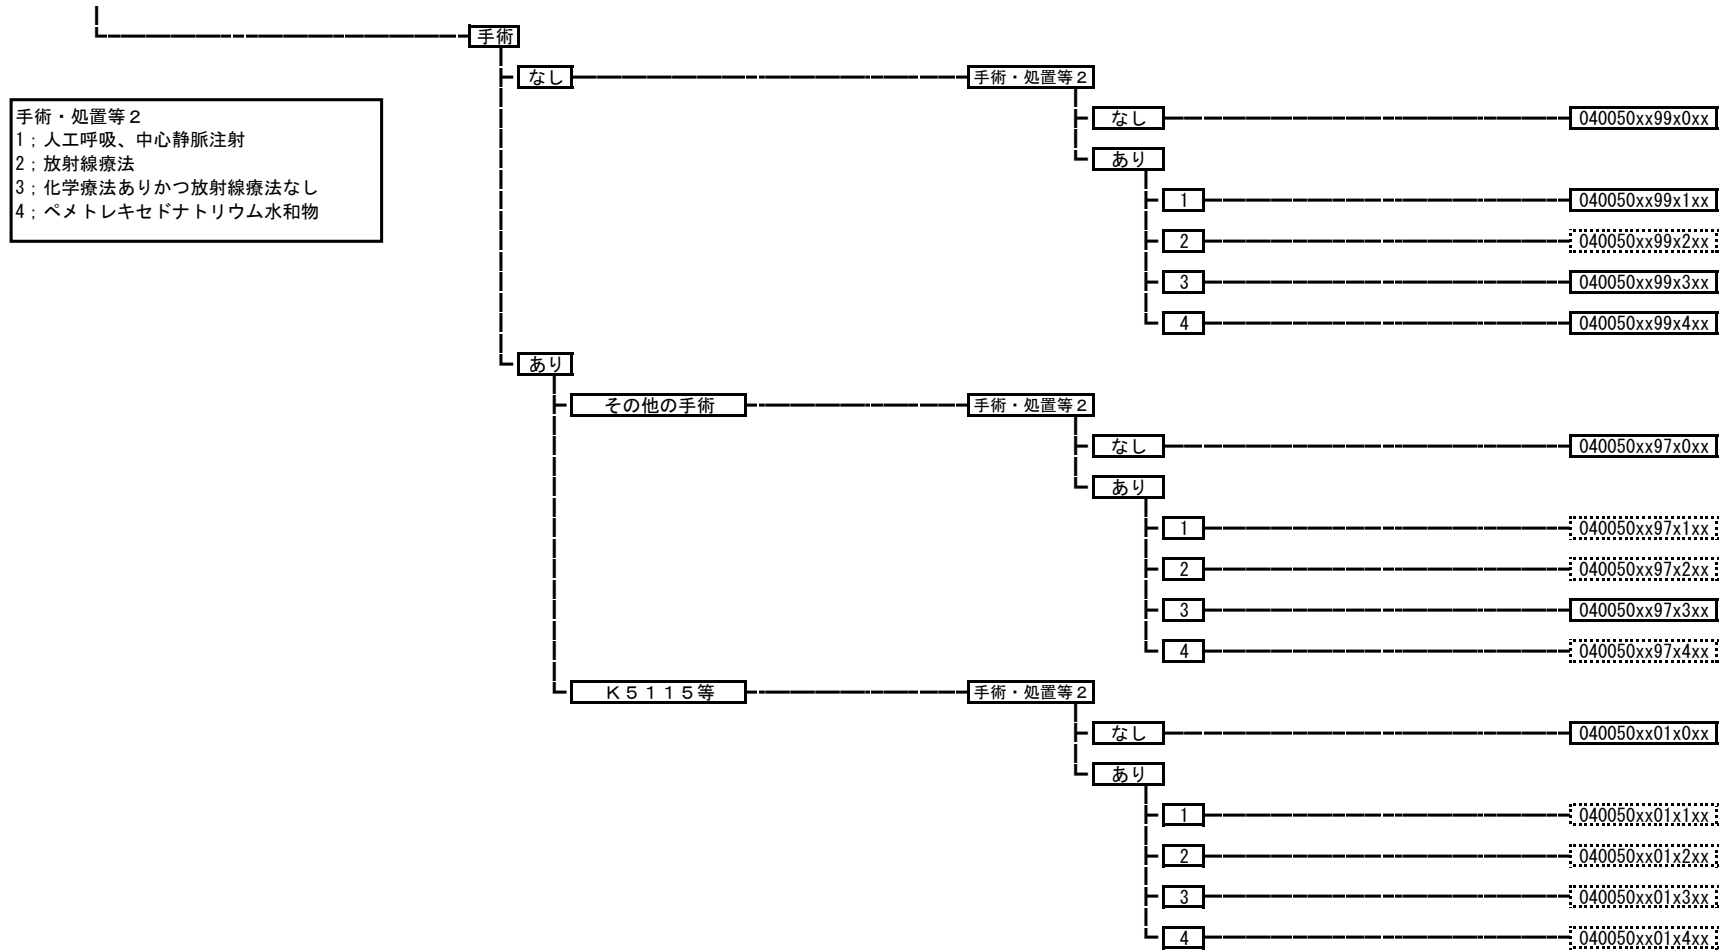 手術
なし
手術・処置等２
手術・処置等２
1；人工呼吸、中心静脈注射
2；放射線療法
3；化学療法ありかつ放射線療法なし
4；ペメトレキセドナトリウム水和物
なし
040050xx99x0xx
あり
1
040050xx99x1xx
2
040050xx99x2xx
3
040050xx99x3xx
4
040050xx99x4xx
あり
その他の手術
手術・処置等２
なし
040050xx97x0xx
あり
1
040050xx97x1xx
2
040050xx97x2xx
3
040050xx97x3xx
4
040050xx97x4xx
Ｋ５１１５等
手術・処置等２
なし
040050xx01x0xx
あり
1
040050xx01x1xx
2
040050xx01x2xx
3
040050xx01x3xx
4
040050xx01x4xx